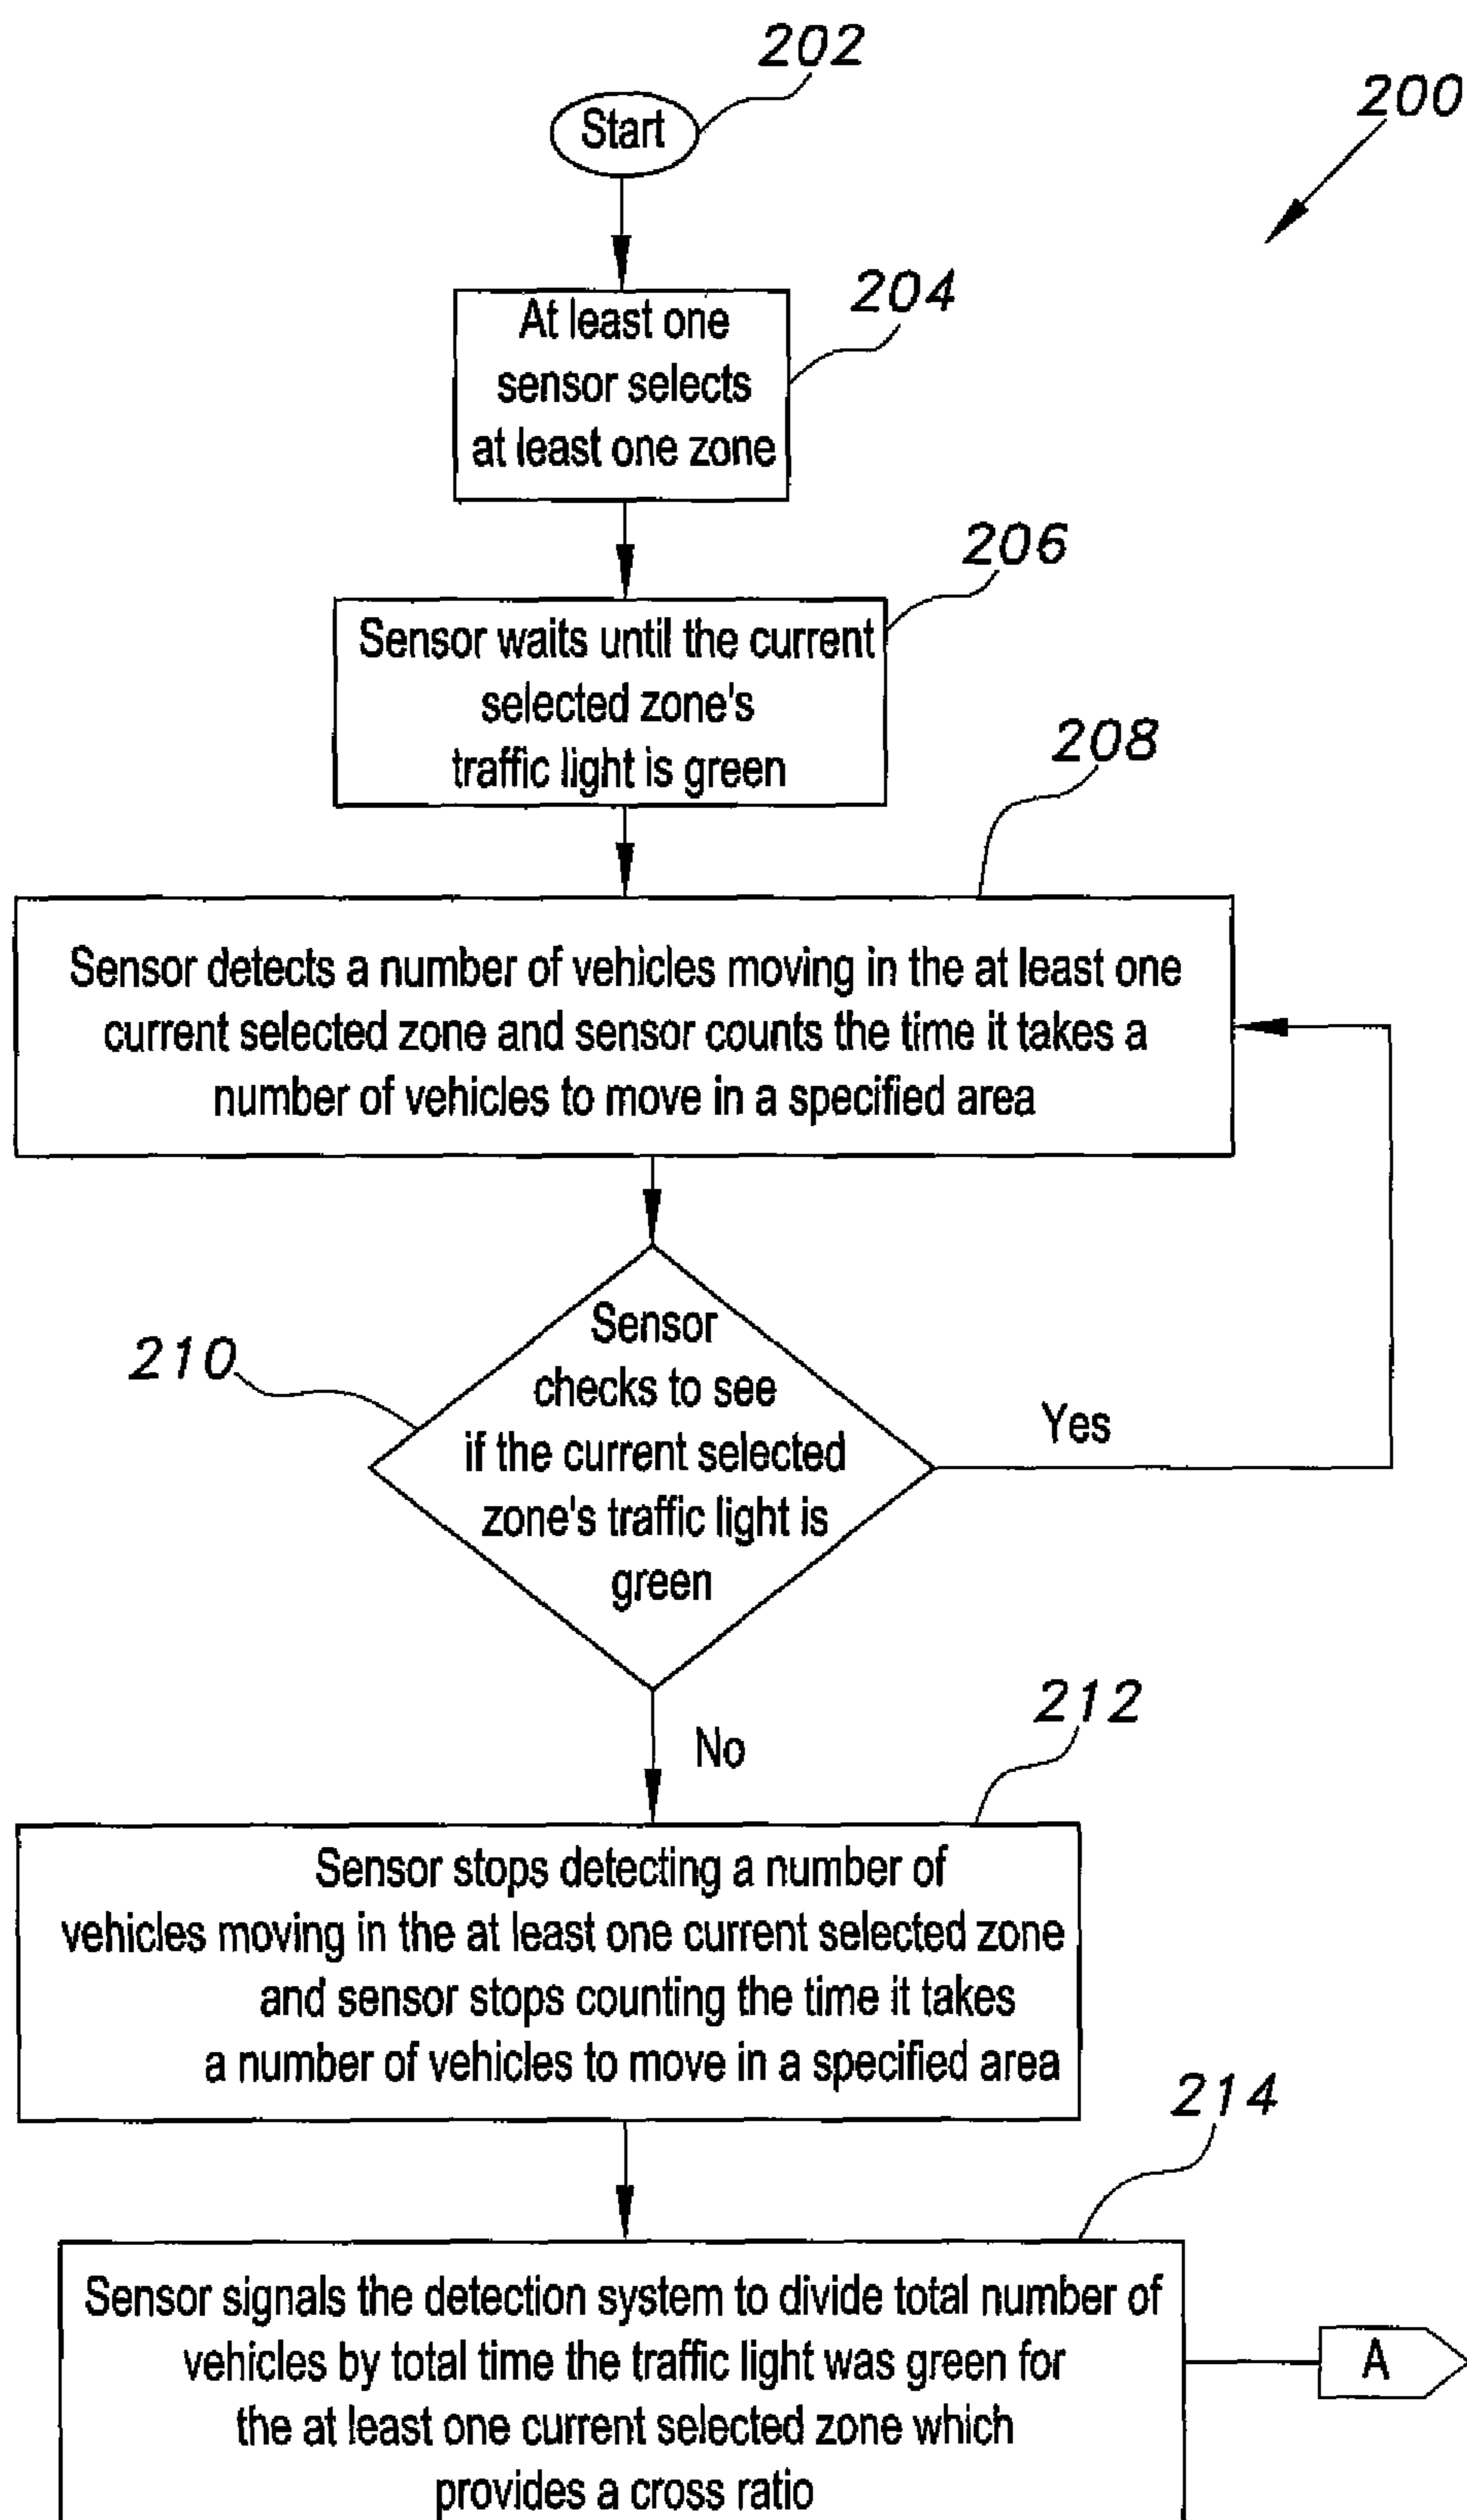 202
200
Start
204
At least one
sensor selects
at least one zone
206
Sensor waits until the current
selected zone's
traffic light is green
208
Sensor detects a number of vehicles moving in the at least one
current selected zone and sensor counts the time it takes a
number of vehicles to move in a specified area
210
Sensor
checks to see
if the current selected
zone's traffic light is
green
Yes
No
212
Sensor stops detecting a number of
vehicles moving in the at least one current selected zone
and sensor stops counting the time it takes
a number of vehicles to move in a specified area
214
Sensor signals the detection system to divide total number of
vehicles by total time the traffic light was green for
the at least one current selected zone which
provides a cross ratio
A